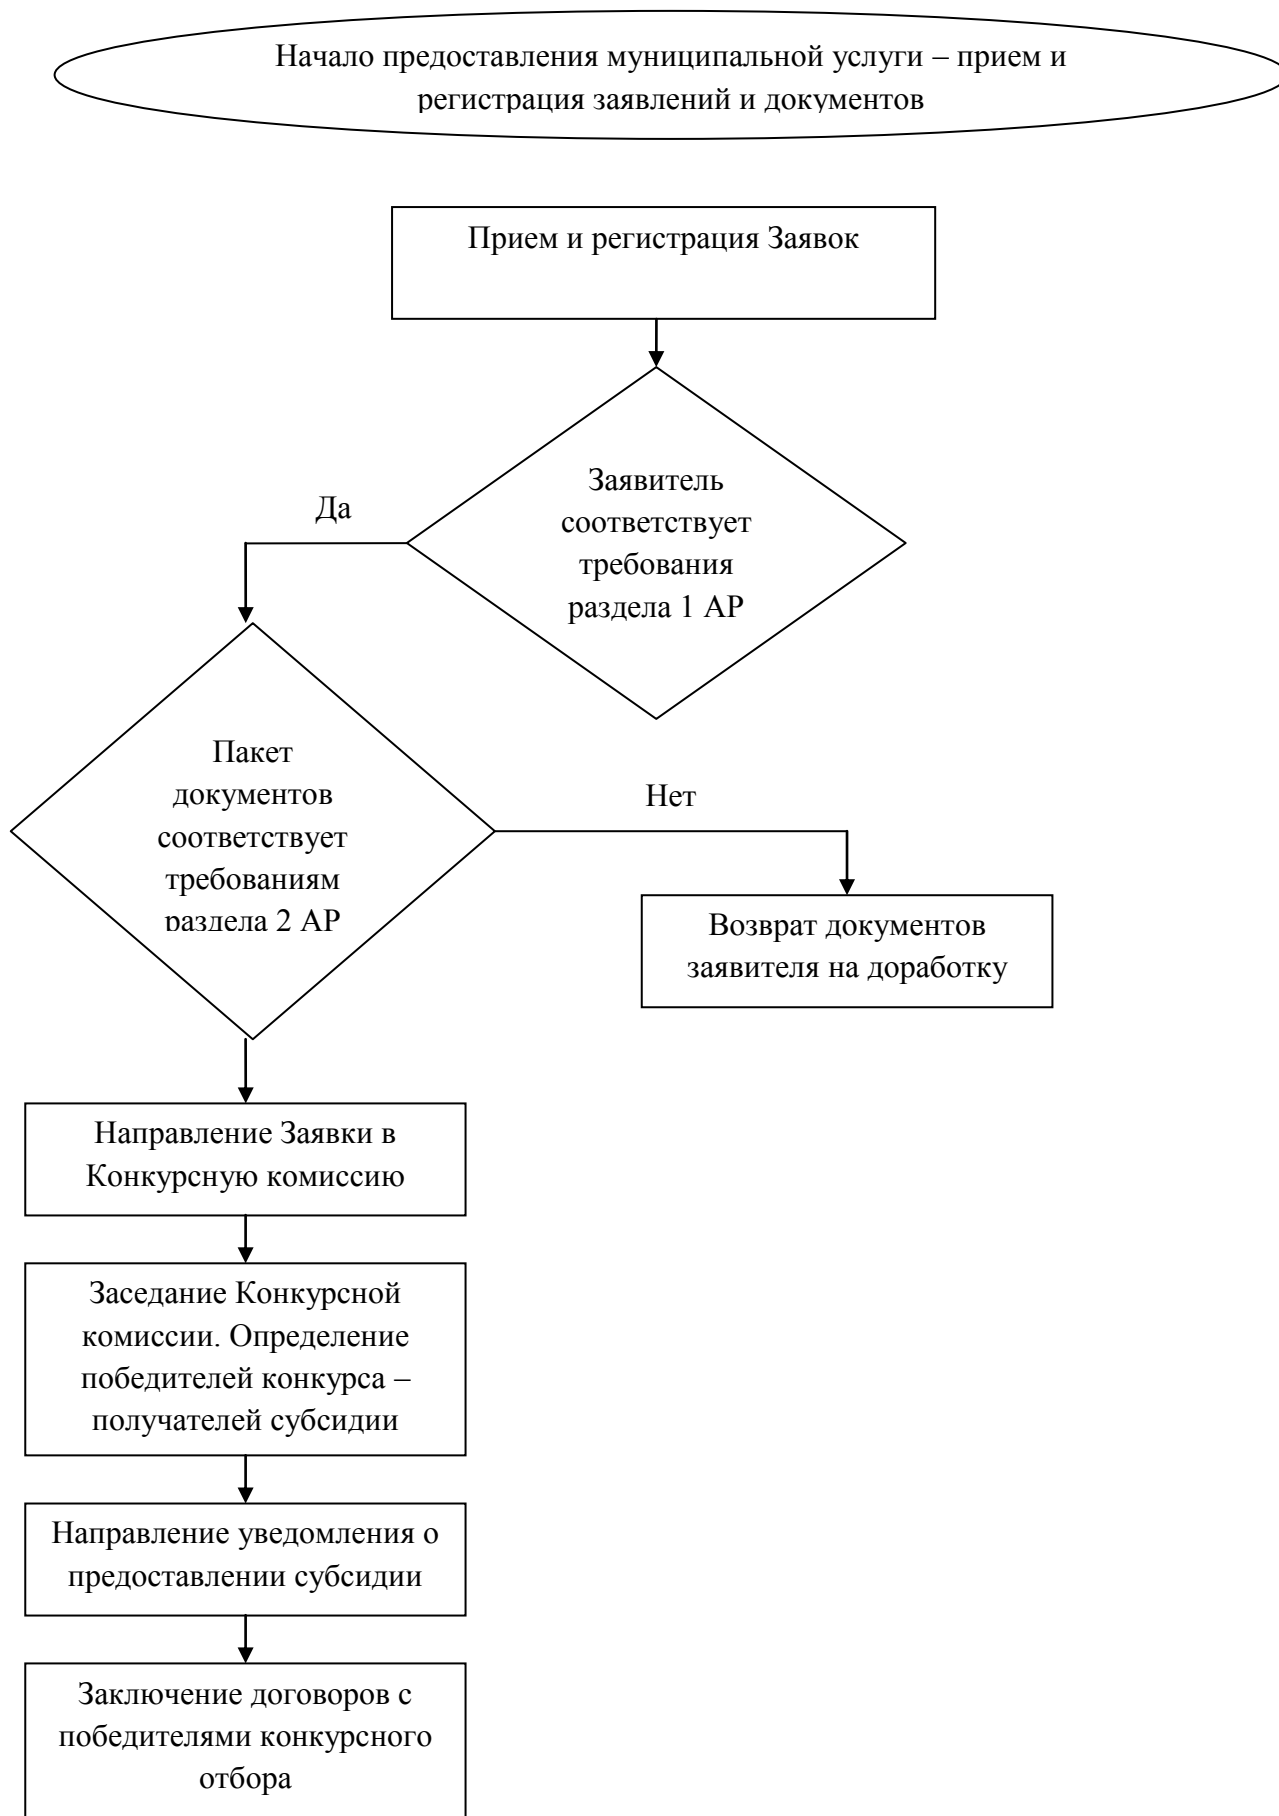 Начало предоставления муниципальной услуги – прием и
регистрация заявлений и документов
Прием и регистрация Заявок
Заявитель
соответствует
требования
раздела 1 АР
Да
Пакет
документов
соответствует
требованиям
раздела 2 АР
Нет
Возврат документов
заявителя на доработку
Направление Заявки в
Конкурсную комиссию
Заседание Конкурсной
комиссии. Определение
победителей конкурса –
получателей субсидии
Направление уведомления о
предоставлении субсидии
Заключение договоров с
победителями конкурсного
отбора